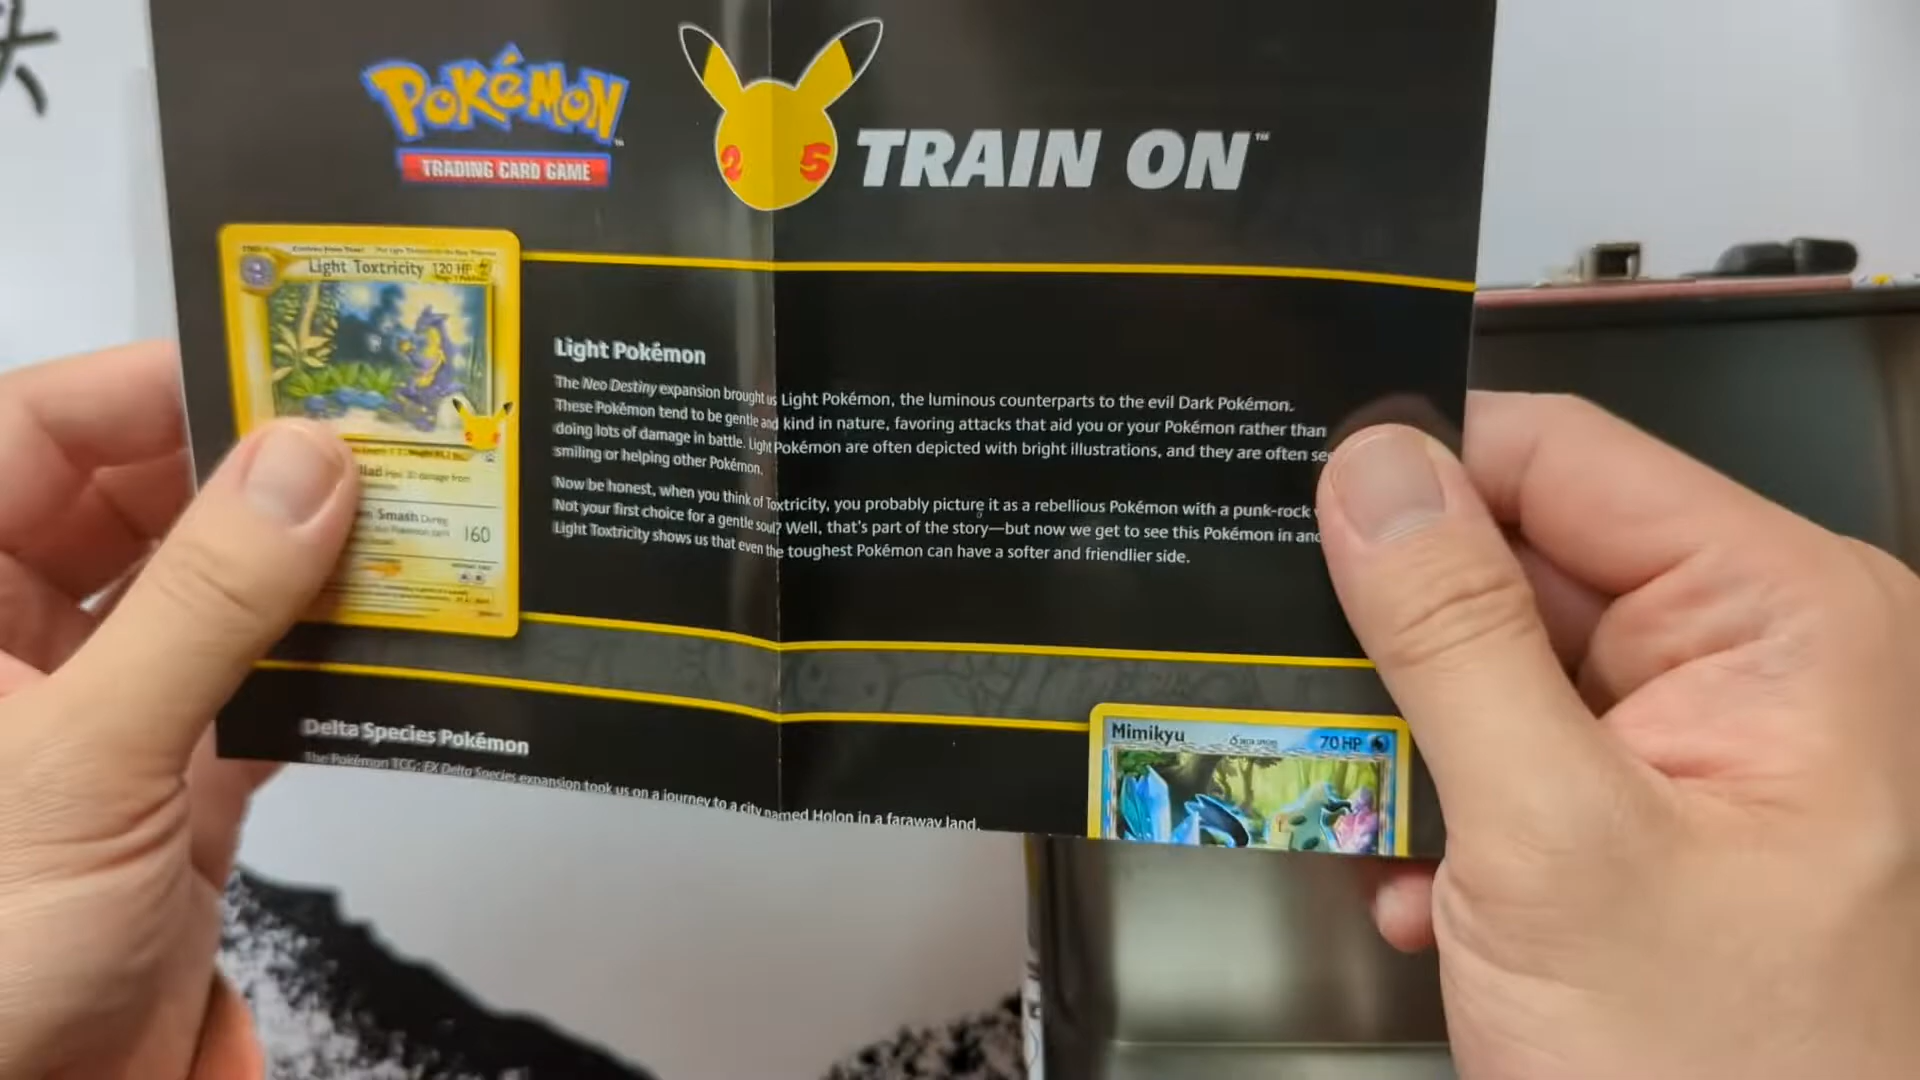 POKéMON
TRADING CARD GAME
25
TRAIN ON™
Light Toxtricity 120 HP
Light Pokémon
The Neo Destiny expansion brought us Light Pokémon, the luminous counterparts to the evil Dark Pokémon.
These Pokémon tend to be gentle and kind in nature, favoring attacks that aid you or your Pokémon rather than
doing lots of damage in battle. Light Pokémon are often depicted with bright illustrations, and they are often
smiling or helping other Pokémon.
Smash
160
Now be honest, when you think of Toxtricity, you probably picture it as a rebellious Pokémon with a punk-rock
Not your first choice for a gentle soul? Well, that's part of the story—but now we get to see this Pokémon in
Light Toxtricity shows us that even the toughest Pokémon can have a softer and friendlier side.
Delta Species Pokémon
The Pokémon TCG: EX Delta Species expansion took us on a journey to a city named Holon in a faraway land.
Mimikyu δ DELTA SPECIES 70 HP